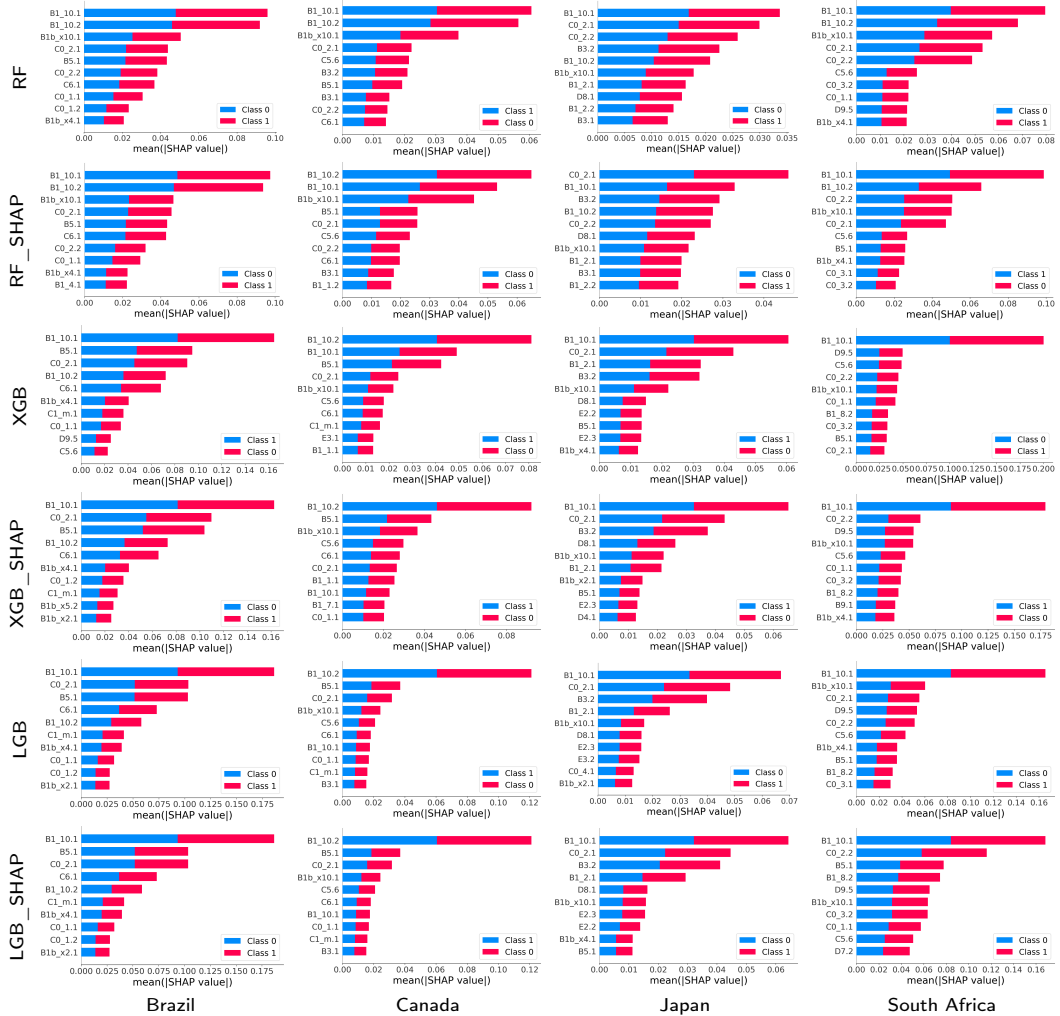 RF
B1_10.1
B1_10.2
B1b_x10.1
C0_2.1
B5.1
C0_2.2
C6.1
C0_1.1
C0_1.2
B1b_x4.1
Class 0
Class 1
0.00 0.02 0.04 0.06 0.08 0.10
mean(|SHAP value|)
B1_10.1
B1_10.2
B1b_x10.1
C0_2.1
C5.6
B3.2
B5.1
B3.1
C0_2.2
C6.1
Class 1
Class 0
0.00 0.01 0.02 0.03 0.04 0.05 0.06
mean(|SHAP value|)
B1_10.1
C0_2.1
C0_2.2
B3.2
B1_10.2
B1b_x10.1
B1_2.1
D8.1
B1_2.2
B3.1
Class 0
Class 1
0.000 0.005 0.010 0.015 0.020 0.025 0.030 0.035
mean(|SHAP value|)
B1_10.1
B1_10.2
B1b_x10.1
C0_2.1
C0_2.2
C5.6
C0_3.2
C0_1.1
D9.5
B1b_x4.1
Class 0
Class 1
0.00 0.01 0.02 0.03 0.04 0.05 0.06 0.07 0.08
mean(|SHAP value|)
RF_SHAP
B1_10.1
B1_10.2
B1b_x10.1
C0_2.1
B5.1
C6.1
C0_2.2
C0_1.1
B1b_x4.1
B1_4.1
Class 0
Class 1
0.00 0.02 0.04 0.06 0.08 0.10
mean(|SHAP value|)
B1_10.2
B1_10.1
B1b_x10.1
B5.1
C0_2.1
C5.6
C0_2.2
C6.1
B3.1
B1_1.2
Class 0
Class 1
0.00 0.01 0.02 0.03 0.04 0.05 0.06
mean(|SHAP value|)
C0_2.1
B1_10.1
B3.2
B1_10.2
C0_2.2
D8.1
B1b_x10.1
B1_2.1
B3.1
B1_2.2
Class 0
Class 1
0.00 0.01 0.02 0.03 0.04
mean(|SHAP value|)
B1_10.1
B1_10.2
C0_2.2
B1b_x10.1
C0_2.1
C5.6
B5.1
B1b_x4.1
C0_3.1
C0_3.2
Class 0
Class 1
0.00 0.02 0.04 0.06 0.08 0.10
mean(|SHAP value|)
XGB
B1_10.1
B5.1
C0_2.1
B1_10.2
C6.1
B1b_x4.1
C1_m.1
C0_1.1
D9.5
C5.6
Class 1
Class 0
0.00 0.02 0.04 0.06 0.08 0.10 0.12 0.14 0.16
mean(|SHAP value|)
B1_10.2
B1_10.1
B5.1
C0_2.1
B1b_x10.1
C5.6
C6.1
C1_m.1
E3.1
B1_1.1
Class 1
Class 0
0.00 0.01 0.02 0.03 0.04 0.05 0.06 0.07 0.08
mean(|SHAP value|)
B1_10.1
C0_2.1
B1_2.1
B3.2
B1b_x10.1
D8.1
E2.2
B5.1
E2.3
B1b_x4.1
Class 1
Class 0
0.00 0.01 0.02 0.03 0.04 0.05 0.06
mean(|SHAP value|)
B1_10.1
D9.5
C5.6
C0_2.2
B1b_x10.1
C0_1.1
B1_8.2
C0_3.2
B5.1
C0_2.1
Class 1
Class 0
0.000 0.025 0.050 0.075 0.100 0.125 0.150 0.175 0.200
mean(|SHAP value|)
XGB_SHAP
B1_10.1
C0_2.1
B5.1
B1_10.2
C6.1
B1b_x4.1
C0_1.2
C1_m.1
B1b_x5.2
B1b_x2.1
Class 0
Class 1
0.00 0.02 0.04 0.06 0.08 0.10 0.12 0.14 0.16
mean(|SHAP value|)
B1_10.2
B5.1
B1b_x10.1
C5.6
C6.1
C0_2.1
B1_1.1
B1_10.1
B1_7.1
C0_1.1
Class 1
Class 0
0.00 0.02 0.04 0.06 0.08
mean(|SHAP value|)
B1_10.1
C0_2.1
B3.2
D8.1
B1b_x10.1
B1_2.1
B1b_x2.1
B5.1
E2.3
D4.1
Class 1
Class 0
0.00 0.01 0.02 0.03 0.04 0.05 0.06
mean(|SHAP value|)
B1_10.1
C0_2.2
D9.5
B1b_x10.1
C5.6
C0_1.1
C0_3.2
B1_8.2
B9.1
B1b_x4.1
Class 1
Class 0
0.000 0.025 0.050 0.075 0.100 0.125 0.150 0.175
mean(|SHAP value|)
LGB
B1_10.1
C0_2.1
B5.1
C6.1
B1_10.2
C1_m.1
B1b_x4.1
C0_1.1
C0_1.2
B1b_x2.1
Class 0
Class 1
0.000 0.025 0.050 0.075 0.100 0.125 0.150 0.175
mean(|SHAP value|)
B1_10.2
B5.1
C0_2.1
B1b_x10.1
C5.6
C6.1
B1_10.1
C0_1.1
C1_m.1
B3.1
Class 1
Class 0
0.00 0.02 0.04 0.06 0.08 0.10 0.12
mean(|SHAP value|)
B1_10.1
C0_2.1
B3.2
B1_2.1
B1b_x10.1
D8.1
E2.3
E3.2
C0_4.1
B1b_x2.1
Class 0
Class 1
0.00 0.01 0.02 0.03 0.04 0.05 0.06 0.07
mean(|SHAP value|)
B1_10.1
B1b_x10.1
C0_2.1
D9.5
C0_2.2
C5.6
B1b_x4.1
B5.1
B1_8.2
C0_3.1
Class 0
Class 1
0.00 0.02 0.04 0.06 0.08 0.10 0.12 0.14 0.16
mean(|SHAP value|)
LGB_SHAP
B1_10.1
B5.1
C0_2.1
C6.1
B1_10.2
C1_m.1
B1b_x4.1
C0_1.1
C0_1.2
B1b_x2.1
Class 0
Class 1
0.000 0.025 0.050 0.075 0.100 0.125 0.150 0.175
mean(|SHAP value|)
B1_10.2
B5.1
C0_2.1
B1b_x10.1
C5.6
C6.1
B1_10.1
C0_1.1
C1_m.1
B3.1
Class 1
Class 0
0.00 0.02 0.04 0.06 0.08 0.10 0.12
mean(|SHAP value|)
B1_10.1
C0_2.1
B3.2
B1_2.1
D8.1
B1b_x10.1
E2.3
E2.2
B1b_x4.1
B5.1
Class 0
Class 1
0.00 0.01 0.02 0.03 0.04 0.05 0.06
mean(|SHAP value|)
B1_10.1
C0_2.2
B5.1
B1_8.2
D9.5
B1b_x10.1
C0_3.2
C0_1.1
C5.6
D7.2
Class 0
Class 1
0.00 0.02 0.04 0.06 0.08 0.10 0.12 0.14 0.16
mean(|SHAP value|)
Brazil
Canada
Japan
South Africa